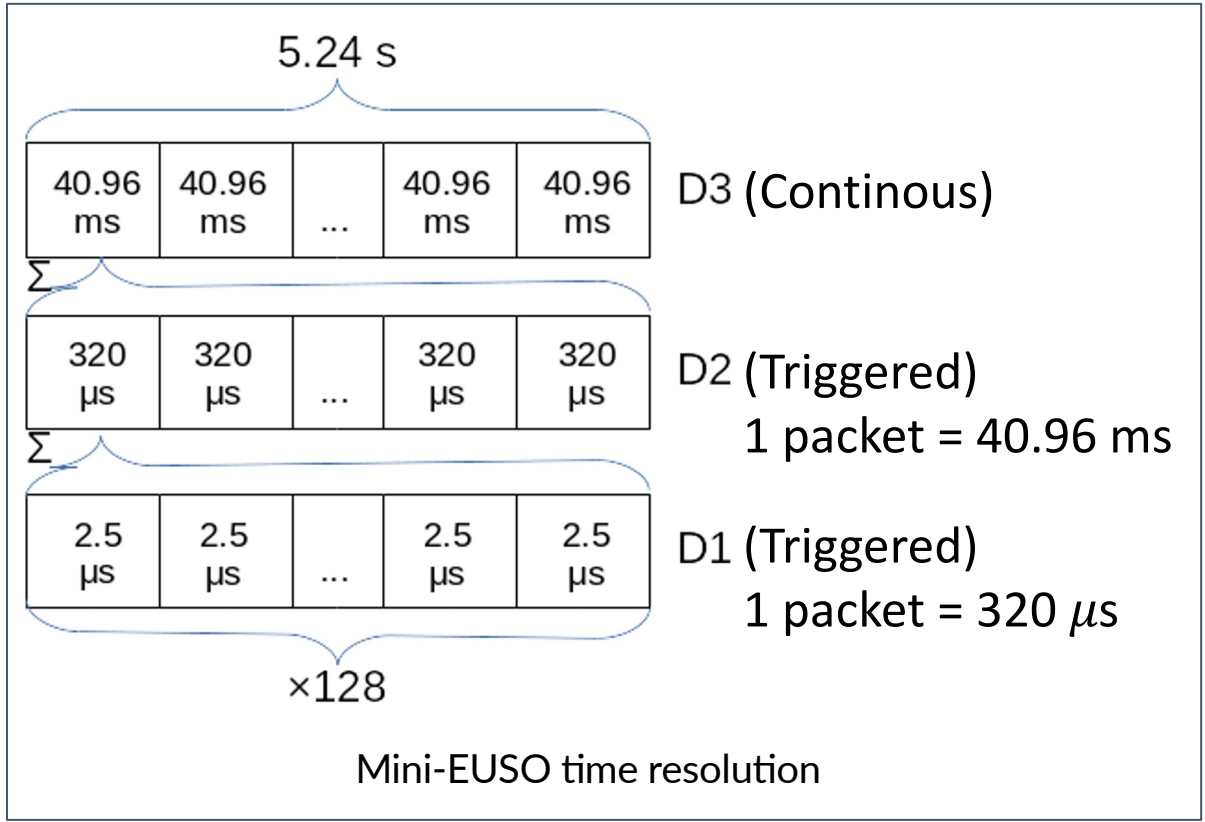 5.24 s
40.96 ms 40.96 ms ... 40.96 ms 40.96 ms D3 (Continous)
Σ
320 µs 320 µs ... 320 µs 320 µs D2 (Triggered)
1 packet = 40.96 ms
Σ
2.5 µs 2.5 µs ... 2.5 µs 2.5 µs D1 (Triggered)
1 packet = 320 𝜇s
×128
Mini-EUSO time resolution